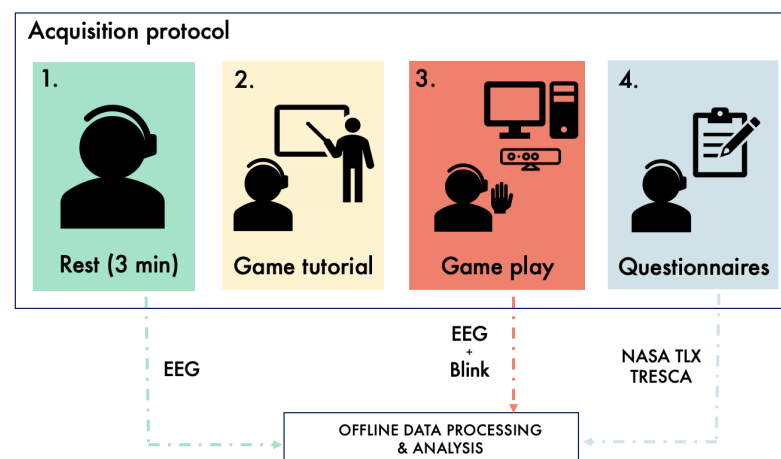 Acquisition protocol
1.
Rest (3 min)
2.
Game tutorial
3.
Game play
4.
Questionnaires
EEG
EEG
+
Blink
NASA TLX
TRESCA
OFFLINE DATA PROCESSING
& ANALYSIS